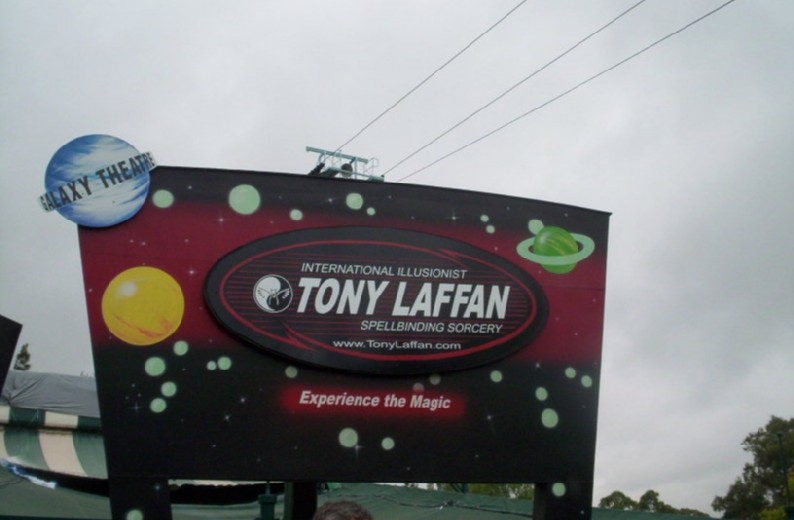 GALAXY THEATRE
INTERNATIONAL ILLUSIONIST
TONY LAFFAN
SPELLBINDING SORCERY
www.TonyLaffan.com
Experience the Magic